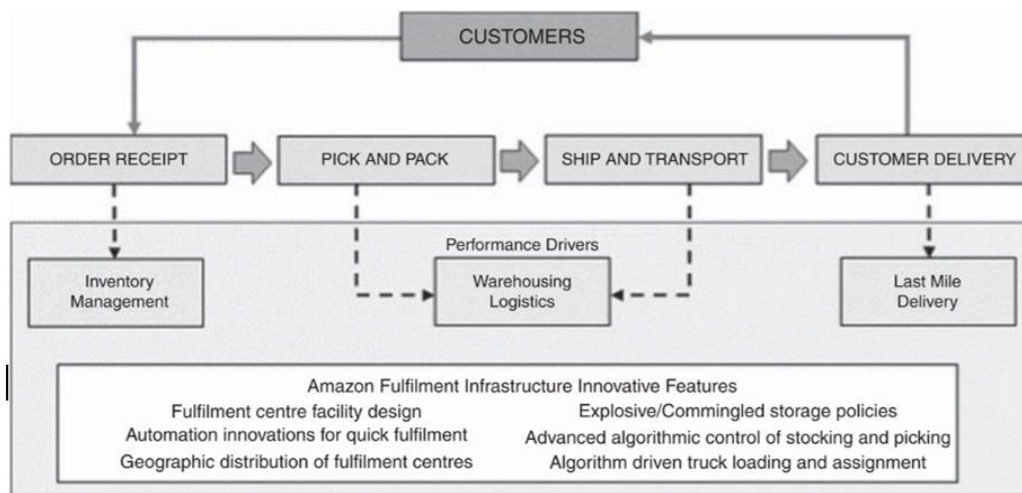 CUSTOMERS
ORDER RECEIPT
PICK AND PACK
SHIP AND TRANSPORT
CUSTOMER DELIVERY
Performance Drivers
Inventory
Management
Warehousing
Logistics
Last Mile
Delivery
Amazon Fulfilment Infrastructure Innovative Features
Fulfilment centre facility design
Automation innovations for quick fulfilment
Geographic distribution of fulfilment centres
Explosive/Commingled storage policies
Advanced algorithmic control of stocking and picking
Algorithm driven truck loading and assignment